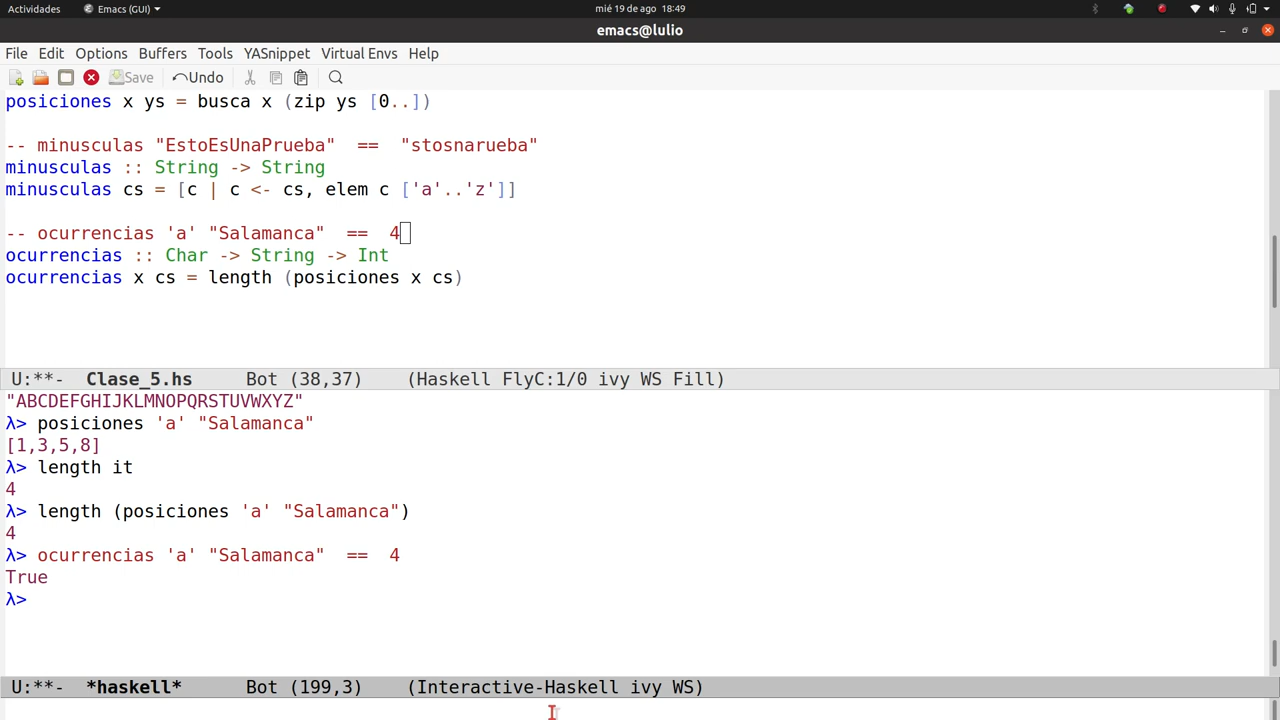 Actividades Emacs (GUI) mié 19 de ago 18:49
emacs@lulio
File Edit Options Buffers Tools YASnippet Virtual Envs Help
Save Undo
posiciones x ys = busca x (zip ys [0..])
-- minusculas "EstoEsUnaPrueba"  ==  "stosnarueba"
minusculas :: String -> String
minusculas cs = [c | c <- cs, elem c ['a'..'z']]
-- ocurrencias 'a' "Salamanca"  ==  4
ocurrencias :: Char -> String -> Int
ocurrencias x cs = length (posiciones x cs)
U:**-  Clase_5.hs     Bot (38,37)    (Haskell FlyC:1/0 ivy WS Fill)
"ABCDEFGHIJKLMNOPQRSTUVWXYZ"
λ> posiciones 'a' "Salamanca"
[1,3,5,8]
λ> length it
4
λ> length (posiciones 'a' "Salamanca")
4
λ> ocurrencias 'a' "Salamanca"  ==  4
True
λ>
U:**-  *haskell*      Bot (199,3)    (Interactive-Haskell ivy WS)